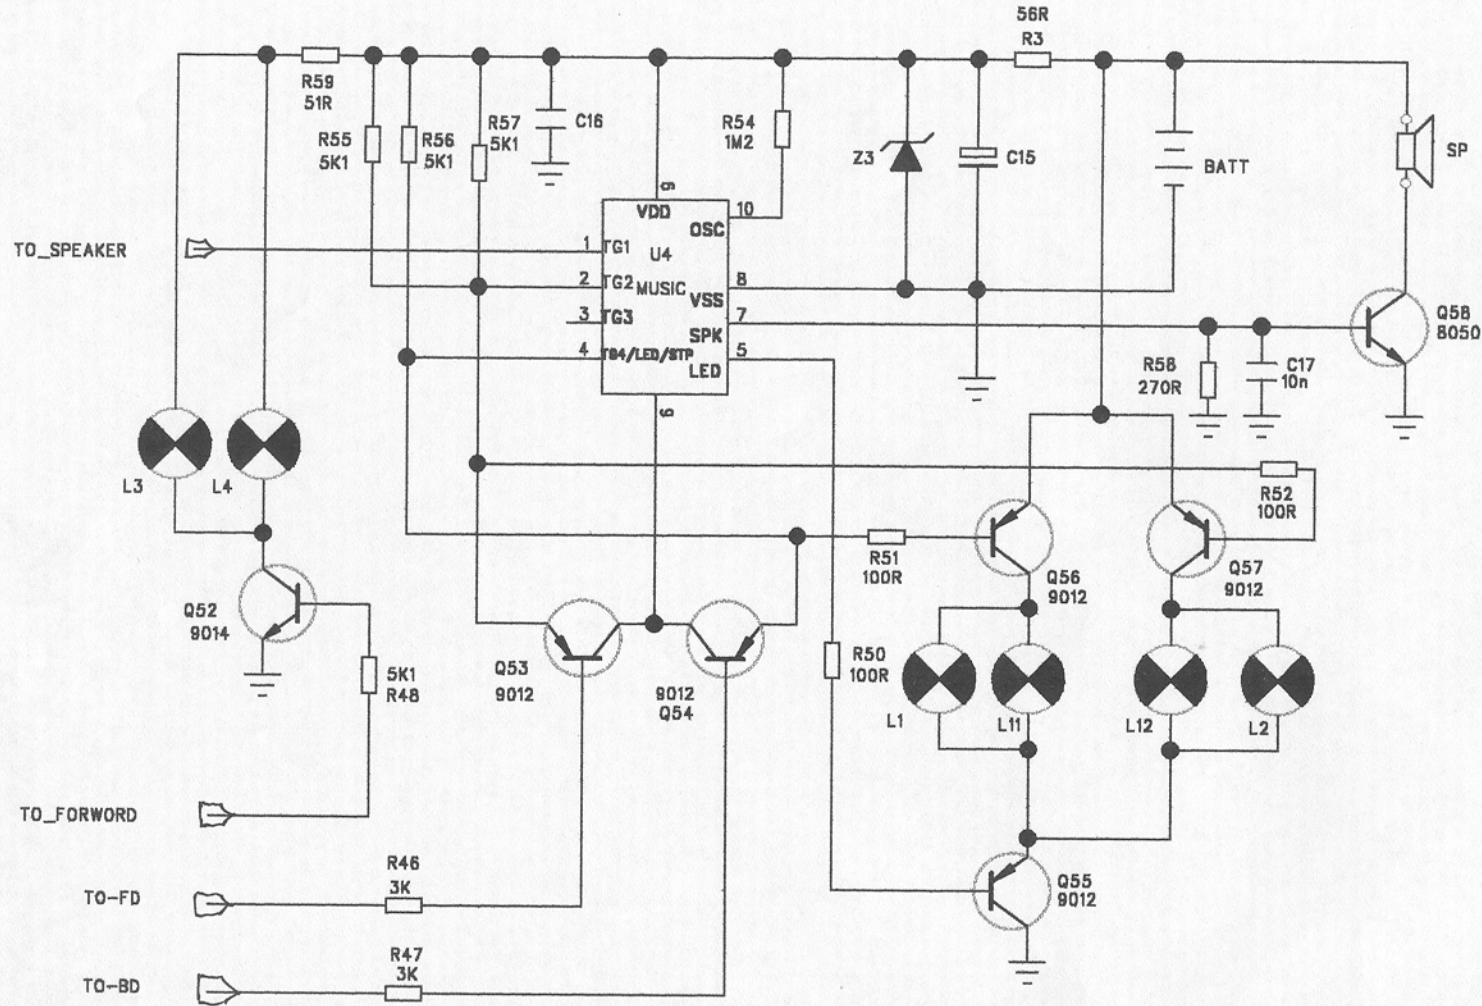 56R
R3
R59
51R
R55
5K1
R56
5K1
R57
5K1
C16
R54
1M2
Z3
C15
BATT
SP
6
VDD
10
OSC
TO_SPEAKER
1
TG1
U4
2
TG2
MUSIC
8
VSS
3
TG3
7
SPK
4
TG4/LED/STP
5
LED
Q58
8050
R58
270R
C17
10n
9
L3
L4
R52
100R
R51
100R
Q56
9012
Q57
9012
Q52
9014
5K1
R48
Q53
9012
9012
Q54
R50
100R
L1
L11
L12
L2
TO_FORWORD
R46
3K
TO-FD
Q55
9012
R47
3K
TO-BD